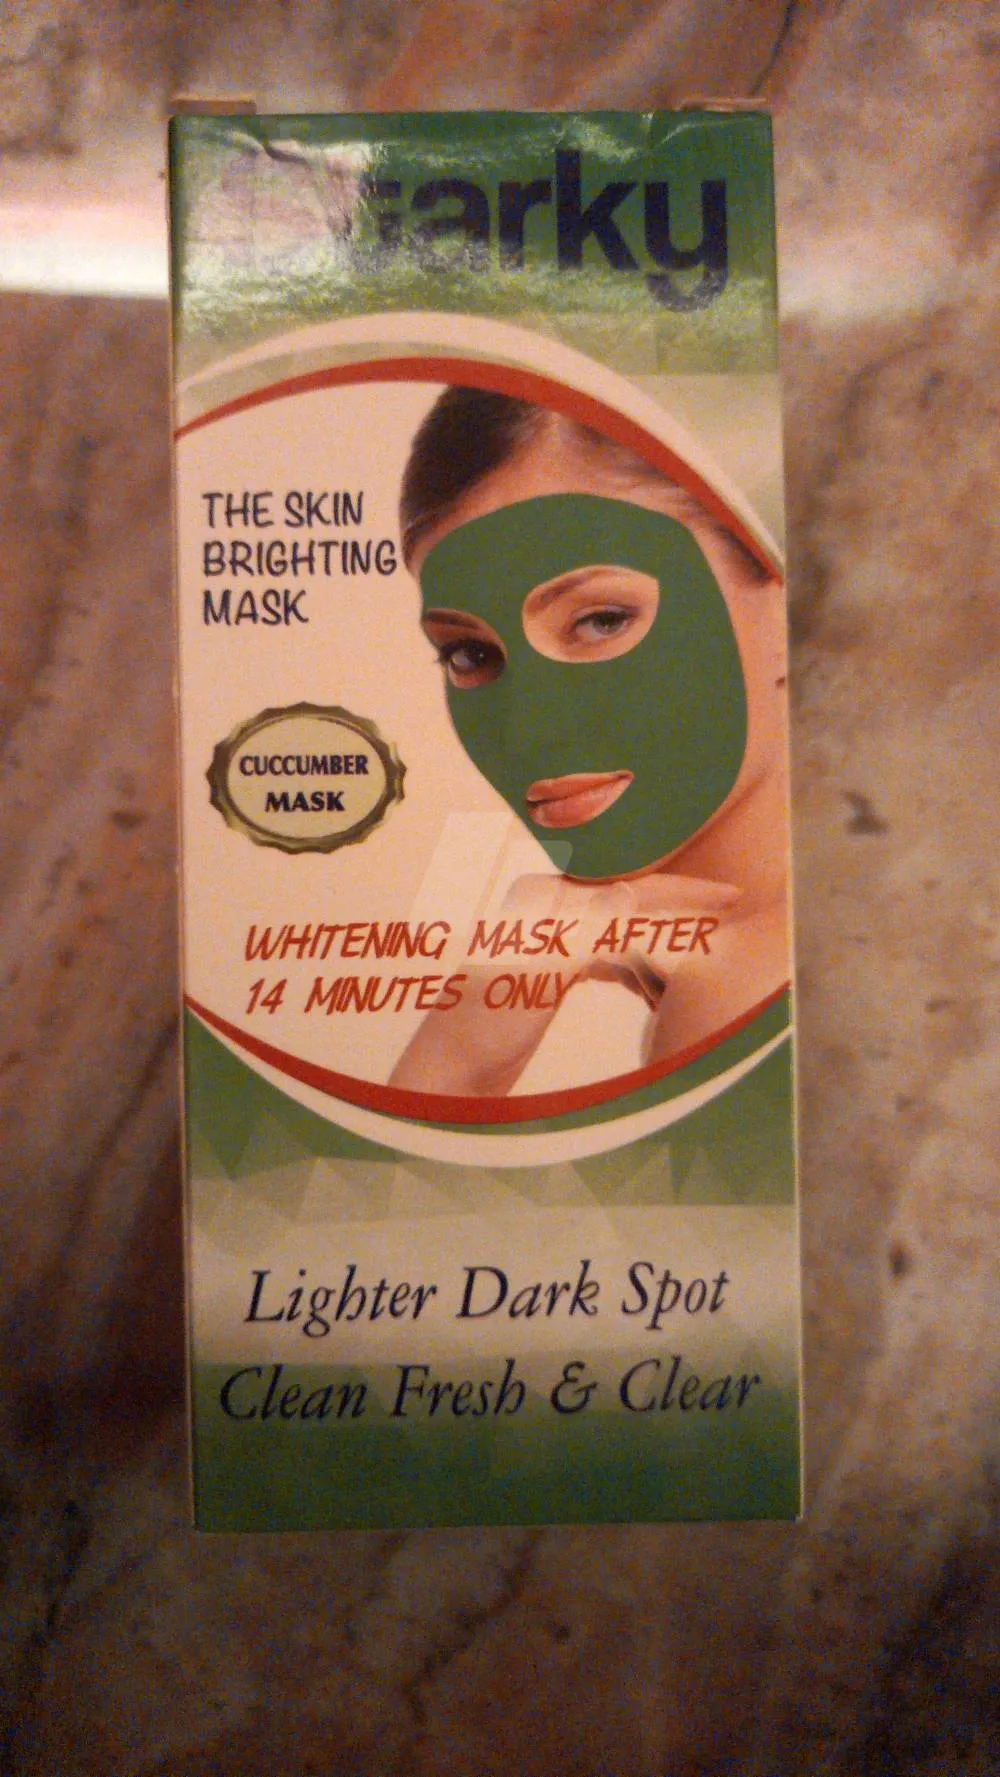 THE SKIN
BRIGHTING
MASK
CUCCUMBER
MASK
WHITENING MASK AFTER
14 MINUTES ONLY
Lighter Dark Spot
Clean Fresh & Clear